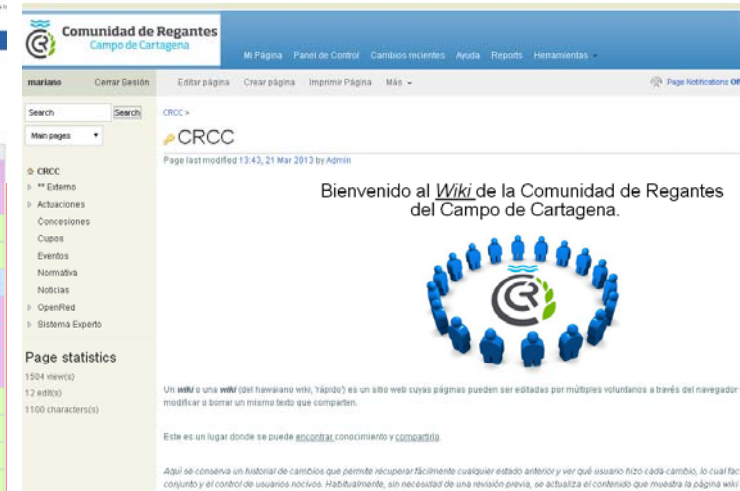 Comunidad de Regantes
Campo de Cartagena
Mi Página Panel de Control Cambios recientes Ayuda Reports Herramientas
mariano Cerrar Sesión Editar página Crear página Imprimir Página Más Page Notifications Off
Search Search
Main pages
CRCC
** Externo
Actuaciones
Concesiones
Cupos
Eventos
Normativa
Noticias
OpenRed
Sistema Experto
Page statistics
1504 view(s)
12 edit(s)
1100 characters(s)
CRCC >
CRCC
Page last modified 13:43, 21 Mar 2013 by Admin
Bienvenido al Wiki de la Comunidad de Regantes
del Campo de Cartagena.
Un wiki o una wiki (del hawaiano wiki, 'rápido') es un sitio web cuyas páginas pueden ser editadas por múltiples voluntarios a través del navegador
modificar o borrar un mismo texto que comparten.
Este es un lugar donde se puede encontrar conocimiento y compartirlo.
Aquí se conserva un historial de cambios que permite recuperar fácilmente cualquier estado anterior y ver qué usuario hizo cada cambio, lo cual fac
conjunto y el control de usuarios nocivos. Habitualmente, sin necesidad de una revisión previa, se actualiza el contenido que muestra la página wiki